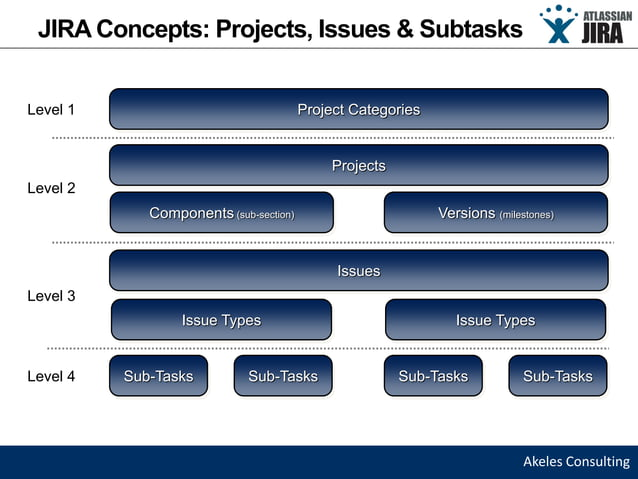 JIRA Concepts: Projects, Issues & Subtasks
ATLASSIAN
JIRA
Level 1
Project Categories
Projects
Level 2
Components (sub-section)
Versions (milestones)
Issues
Level 3
Issue Types
Issue Types
Level 4
Sub-Tasks
Sub-Tasks
Sub-Tasks
Sub-Tasks
Akeles Consulting